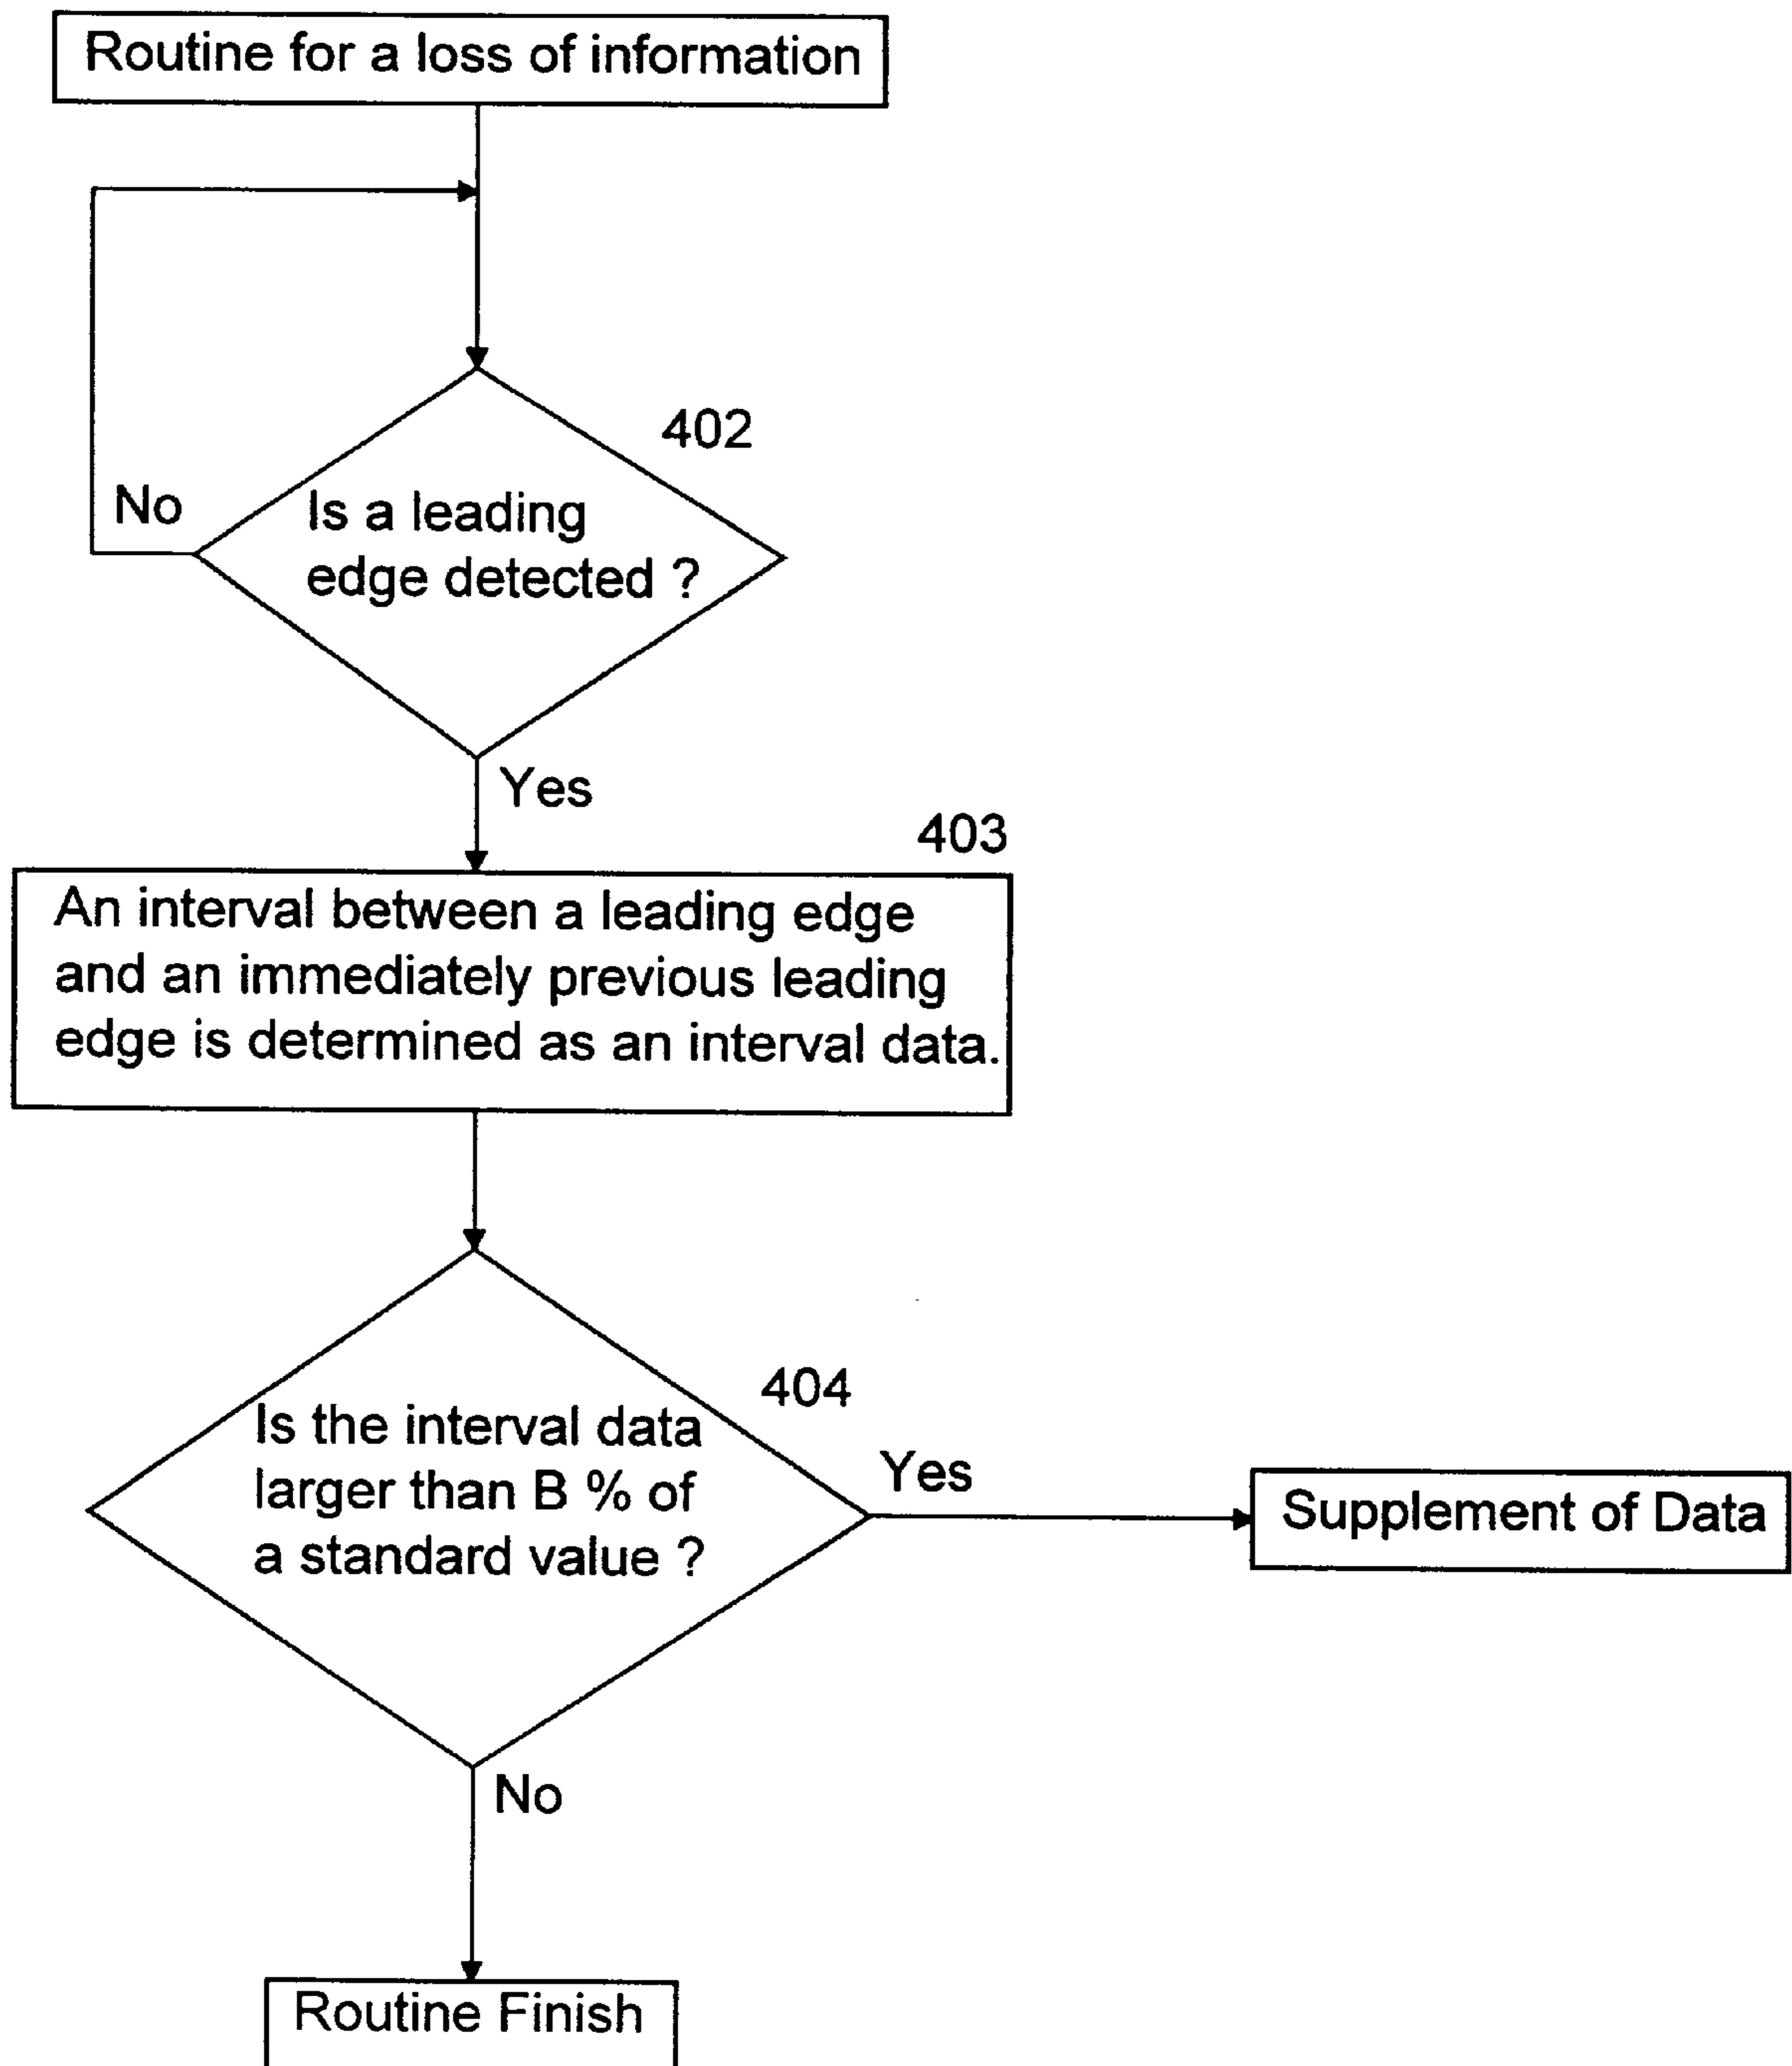 Routine for a loss of information
402
No
Is a leading
edge detected ?
Yes
403
An interval between a leading edge
and an immediately previous leading
edge is determined as an interval data.
404
Is the interval data
larger than B % of
a standard value ?
Yes
Supplement of Data
No
Routine Finish